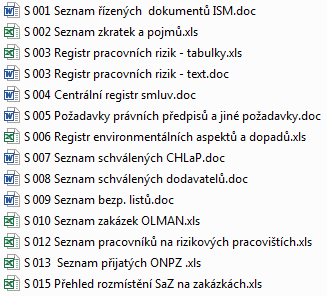 S 001 Seznam řízených  dokumentů ISM.doc
S 002 Seznam zkratek a pojmů.xls
S 003 Registr pracovních rizik - tabulky.xls
S 003 Registr pracovních rizik - text.doc
S 004 Centrální registr smluv.doc
S 005 Požadavky právních předpisů a jiné požadavky.doc
S 006 Registr environmentálních aspektů a dopadů.xls
S 007 Seznam schválených CHLaP.doc
S 008 Seznam schválených dodavatelů.doc
S 009 Seznam bezp. listů.doc
S 010 Seznam zakázek OLMAN.xls
S 012 Seznam pracovníků na rizikových pracovištích.xls
S 013  Seznam přijatých ONPZ .xls
S 015 Přehled rozmístění SaZ na zakázkách.xls